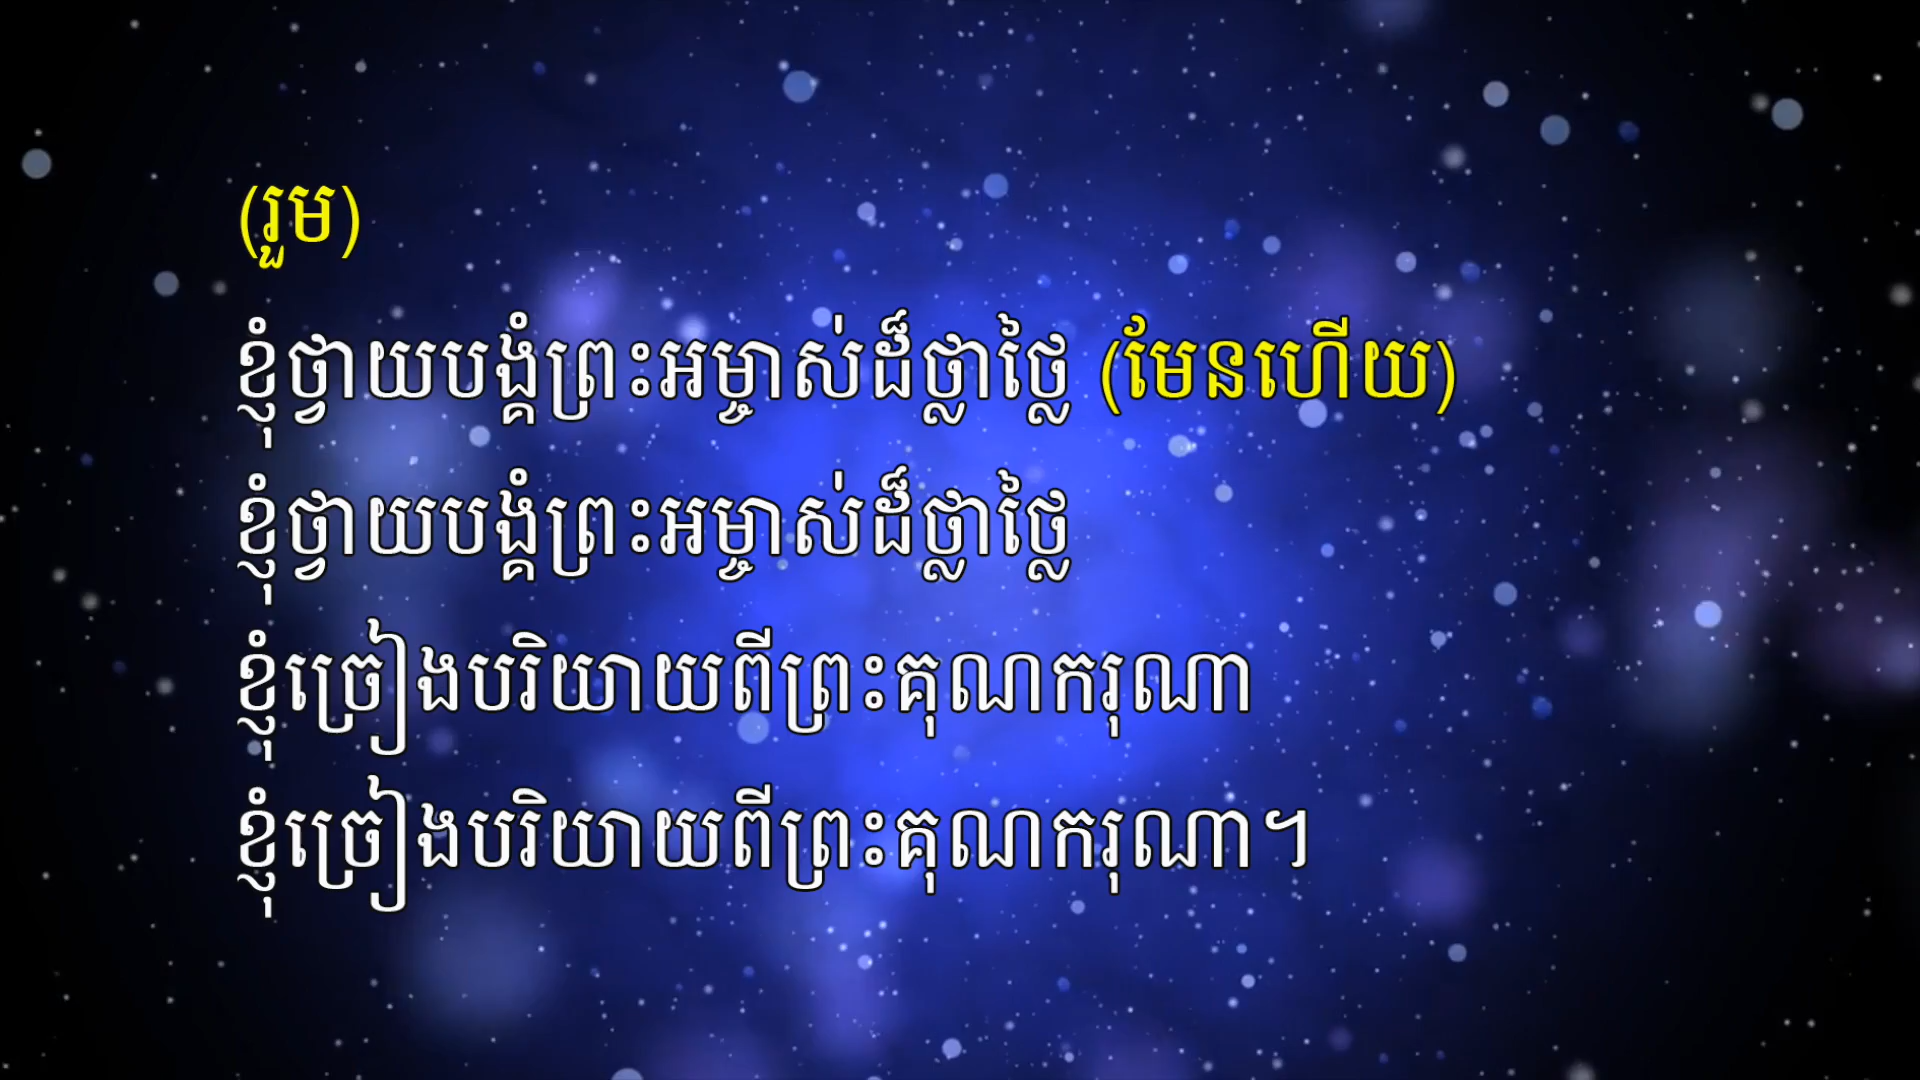 (រួម)
ខ្ញុំថ្វាយបង្គំព្រះអម្ចាស់ដ៏ថ្លាថ្លៃ (មែនហើយ)
ខ្ញុំថ្វាយបង្គំព្រះអម្ចាស់ដ៏ថ្លាថ្លៃ
ខ្ញុំច្រៀងបរិយាយពីព្រះគុណករុណា
ខ្ញុំច្រៀងបរិយាយពីព្រះគុណករុណា។